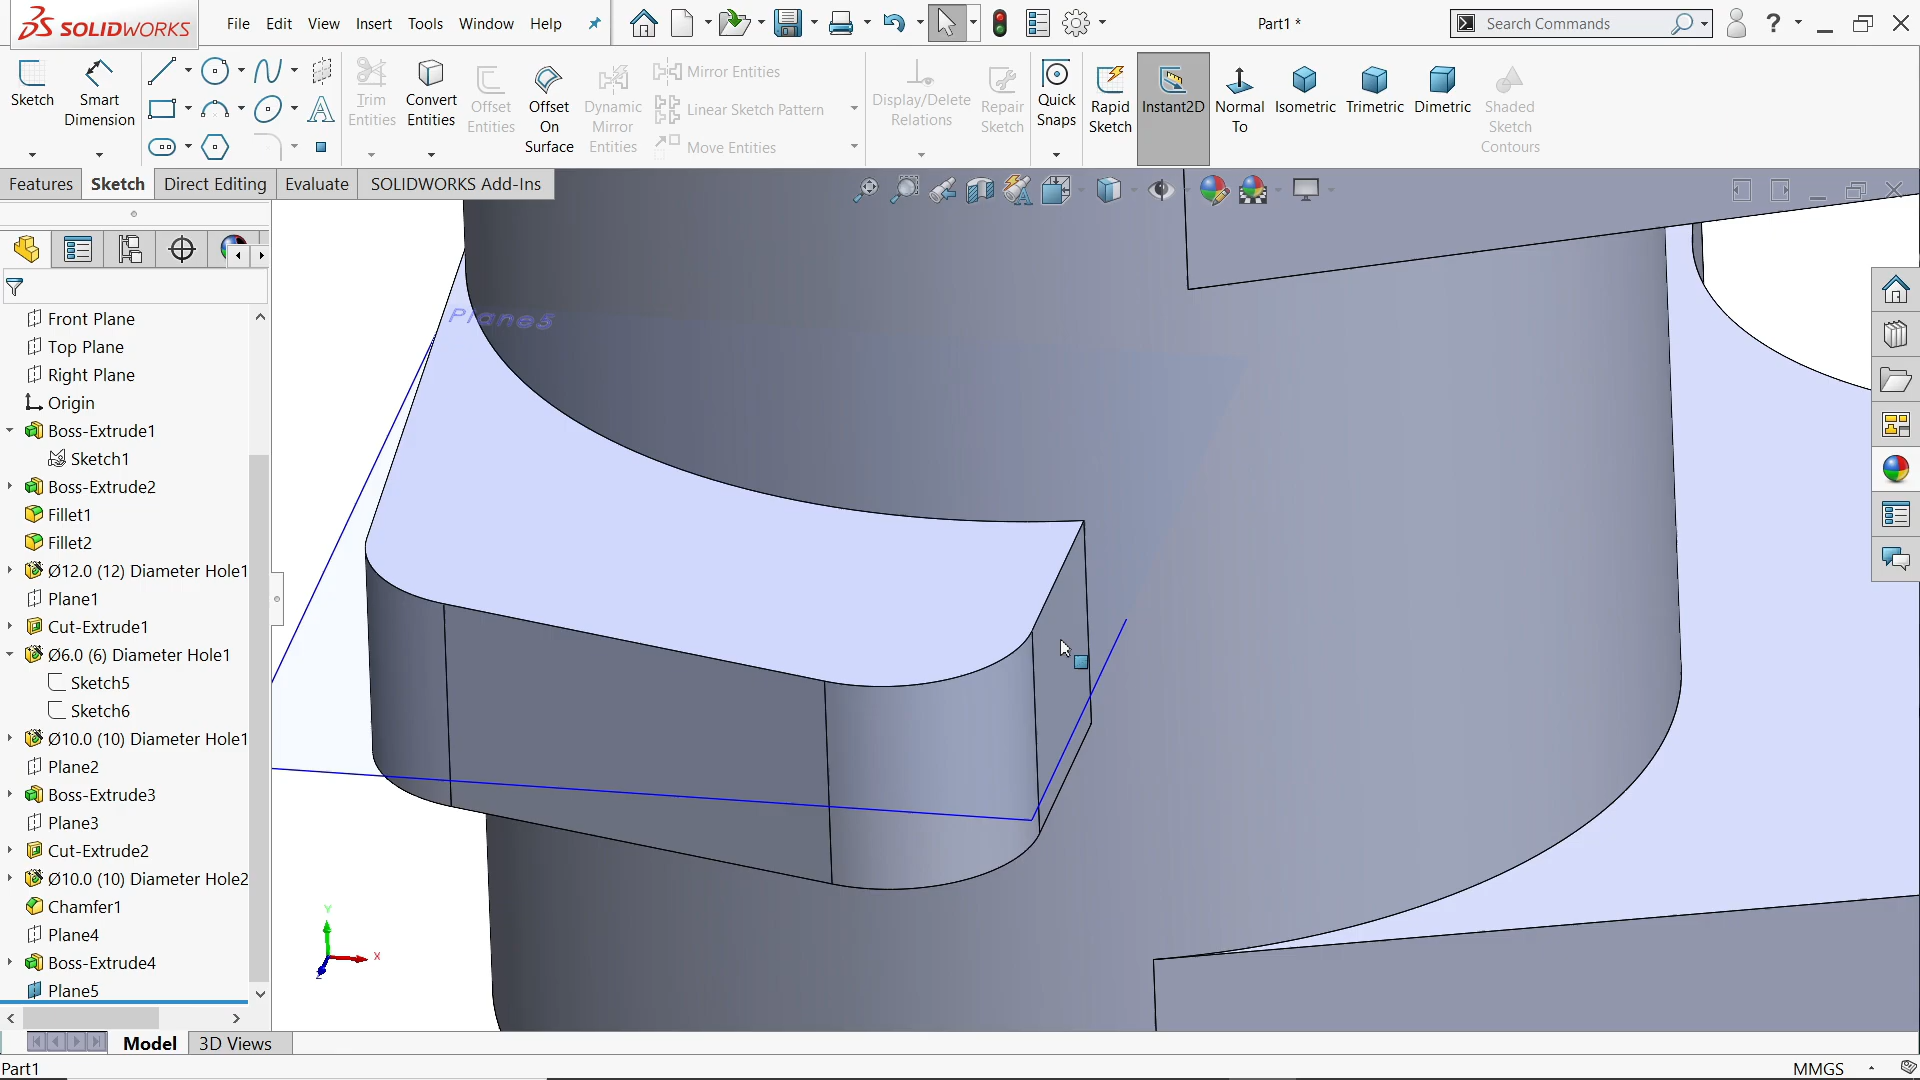 SOLIDWORKS
File Edit View Insert Tools Window Help
Part1 *
Search Commands
?
Sketch
Smart Dimension
A
Trim Entities
Convert Entities
Offset Entities
Offset On Surface
Dynamic Mirror Entities
Mirror Entities
Linear Sketch Pattern
Move Entities
Display/Delete Relations
Repair Sketch
Quick Snaps
Rapid Sketch
Instant2D
Normal To
Isometric
Trimetric
Dimetric
Shaded Sketch Contours
Features Sketch Direct Editing Evaluate SOLIDWORKS Add-Ins
Front Plane
Top Plane
Right Plane
Origin
Boss-Extrude1
Sketch1
Boss-Extrude2
Fillet1
Fillet2
Ø12.0 (12) Diameter Hole1
Plane1
Cut-Extrude1
Ø6.0 (6) Diameter Hole1
Sketch5
Sketch6
Ø10.0 (10) Diameter Hole1
Plane2
Boss-Extrude3
Plane3
Cut-Extrude2
Ø10.0 (10) Diameter Hole2
Chamfer1
Plane4
Boss-Extrude4
Plane5
Plane5
Y
X
Z
Model 3D Views
Part1
MMGS